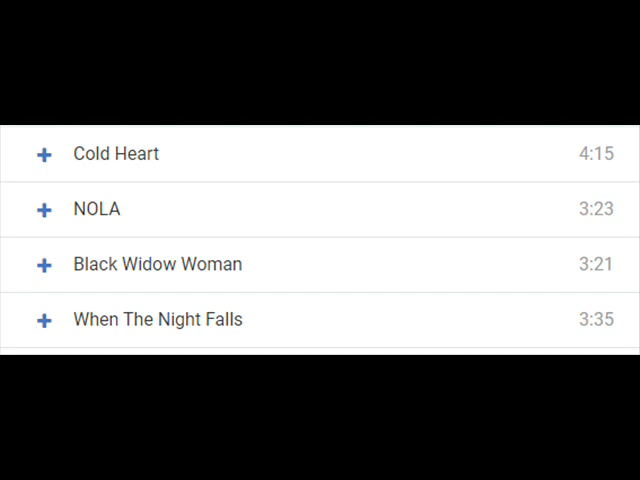 Cold Heart 4:15
NOLA 3:23
Black Widow Woman 3:21
When The Night Falls 3:35